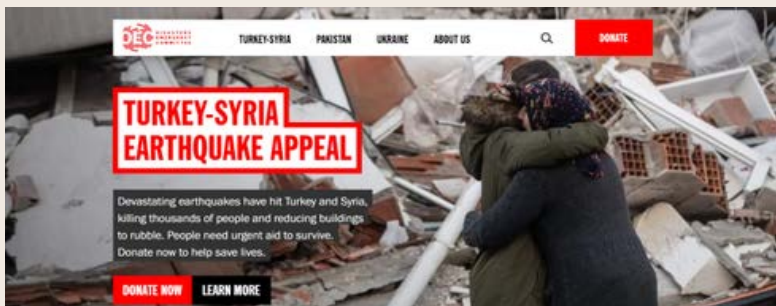 DEC DISASTERS
EMERGENCY
COMMITTEE
TURKEY-SYRIA PAKISTAN UKRAINE ABOUT US DONATE
TURKEY-SYRIA
EARTHQUAKE APPEAL
Devastating earthquakes have hit Turkey and Syria,
killing thousands of people and reducing buildings
to rubble. People need urgent aid to survive.
Donate now to help save lives.
DONATE NOW LEARN MORE